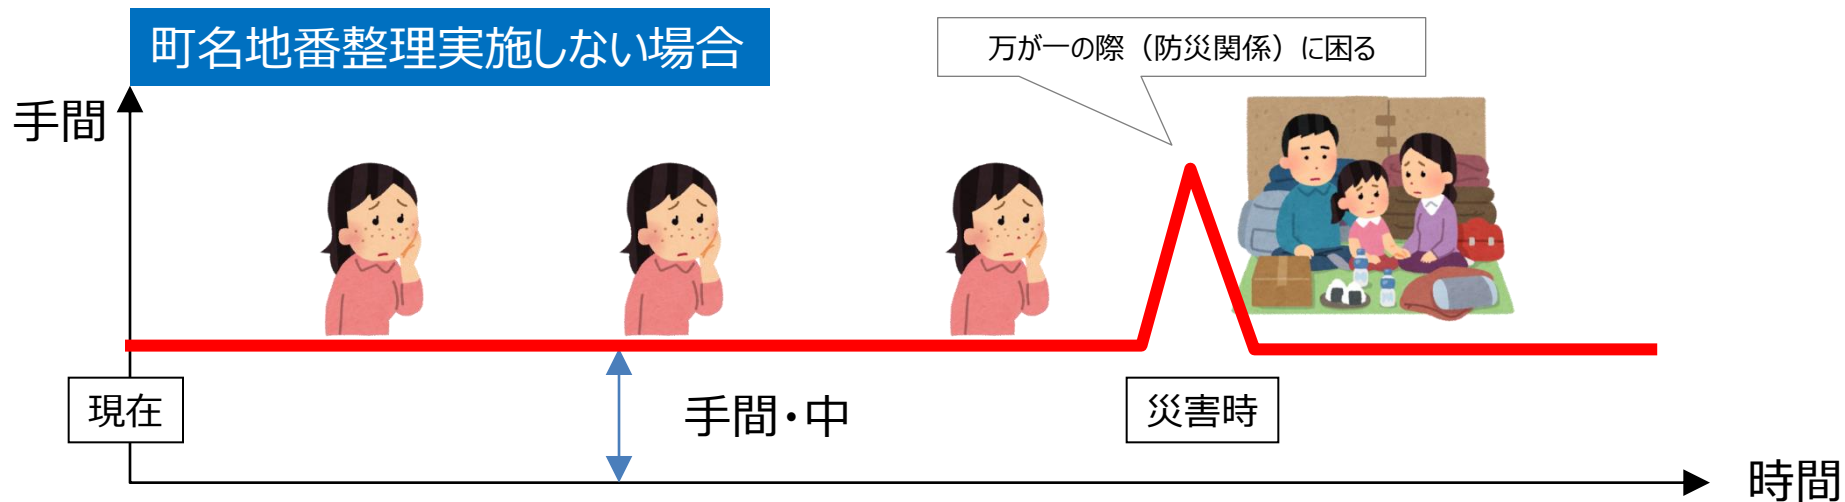 町名地番整理実施しない場合
万が一の際（防災関係）に困る
手間
現在
手間・中
災害時
時間